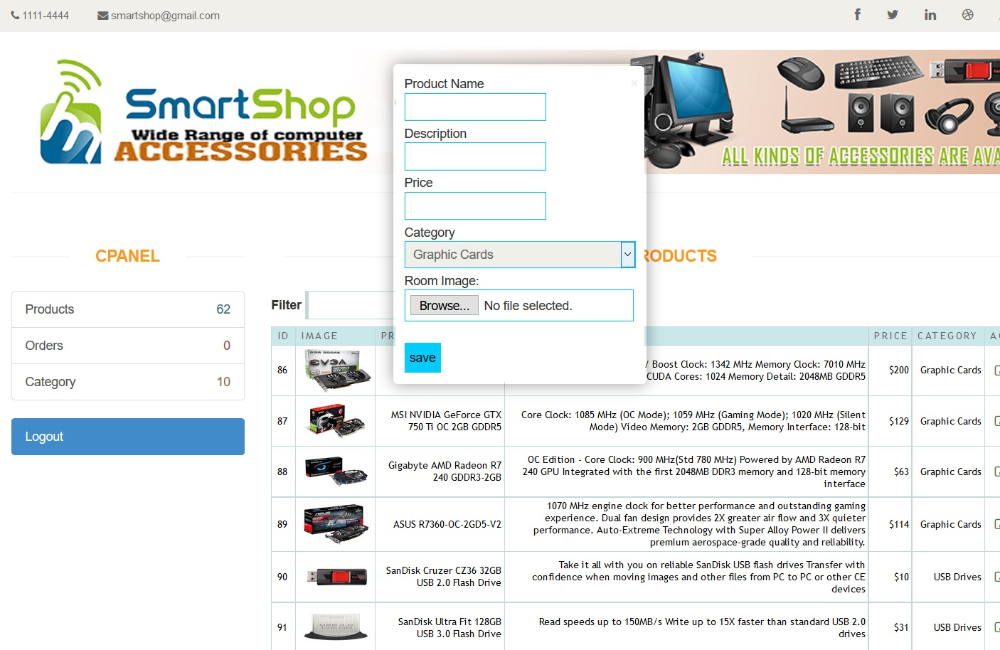 1111-4444
smartshop@gmail.com
SmartShop
Wide Range of computer
ACCESSORIES
ALL KINDS OF ACCESSORIES ARE AVA
Product Name
Description
Price
Category
Graphic Cards
Room Image:
Browse... No file selected.
save
CPANEL
RODUCTS
Products 62
Orders 0
Category 10
Logout
Filter
ID IMAGE PR PRICE CATEGORY AC
86 / Boost Clock: 1342 MHz Memory Clock: 7010 MHz
CUDA Cores: 1024 Memory Detail: 2048MB GDDR5 $200 Graphic Cards
EVGA
87 MSI NVIDIA GeForce GTX
750 Ti OC 2GB GDDR5
Core Clock: 1085 MHz (OC Mode); 1059 MHz (Gaming Mode); 1020 MHz (Silent
Mode) Video Memory: 2GB GDDR5, Memory Interface: 128-bit
$129 Graphic Cards
88 Gigabyte AMD Radeon R7
240 GDDR3-2GB
OC Edition - Core Clock: 900 MHz(Std 780 MHz) Powered by AMD Radeon R7
240 GPU Integrated with the first 2048MB DDR3 memory and 128-bit memory
interface
$63 Graphic Cards
89 ASUS R7360-OC-2GD5-V2
1070 MHz engine clock for better performance and outstanding gaming
experience. Dual fan design provides 2X greater air flow and 3X quieter
performance. Auto-Extreme Technology with Super Alloy Power II delivers
premium aerospace-grade quality and reliability.
$114 Graphic Cards
90 SanDisk Cruzer CZ36 32GB
USB 2.0 Flash Drive
Take it all with you on reliable SanDisk USB flash drives Transfer with
confidence when moving images and other files from PC to PC or other CE
devices
$10 USB Drives
91 SanDisk Ultra Fit 128GB
USB 3.0 Flash Drive
Read speeds up to 150MB/s Write up to 15X faster than standard USB 2.0
drives
$31 USB Drives